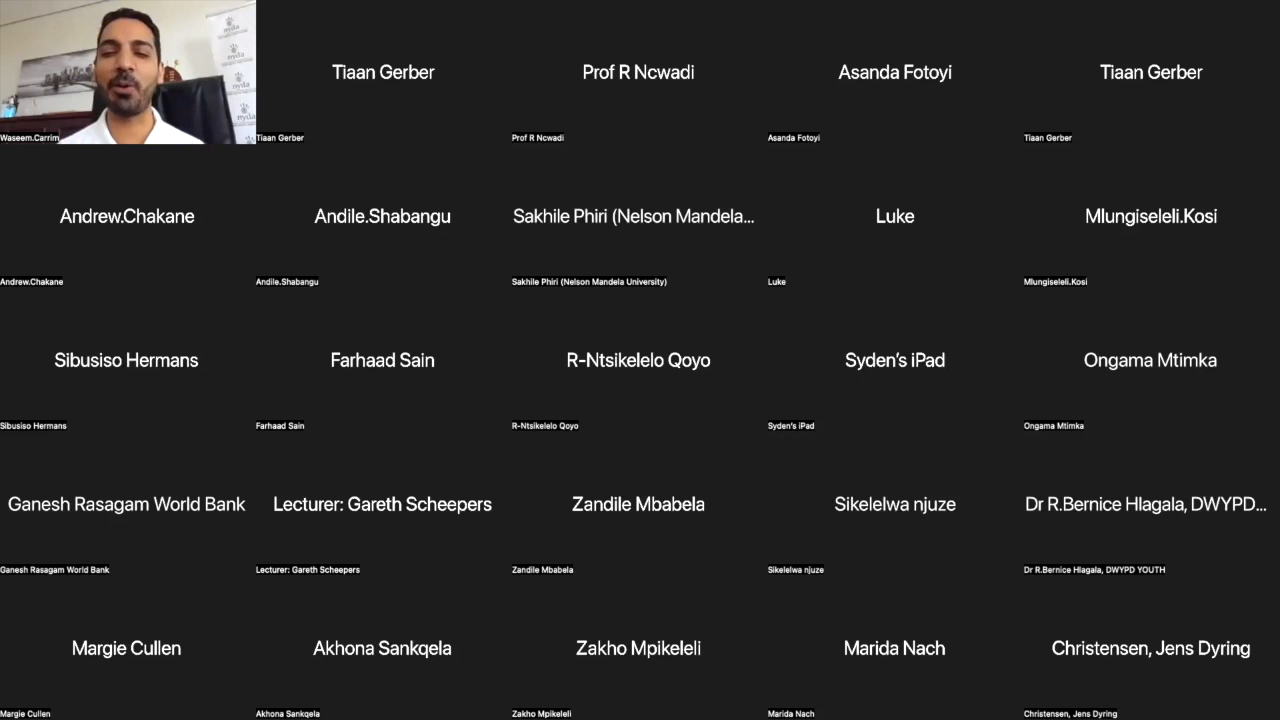 nyda
nyda
nyda
nyda
Waseem.Carrim
Tiaan Gerber
Tiaan Gerber
Prof R Ncwadi
Prof R Ncwadi
Asanda Fotoyi
Asanda Fotoyi
Tiaan Gerber
Tiaan Gerber
Andrew.Chakane
Andrew.Chakane
Andile.Shabangu
Andile.Shabangu
Sakhile Phiri (Nelson Mandela...
Sakhile Phiri (Nelson Mandela University)
Luke
Luke
Mlungiseleli.Kosi
Mlungiseleli.Kosi
Sibusiso Hermans
Sibusiso Hermans
Farhaad Sain
Farhaad Sain
R-Ntsikelelo Qoyo
R-Ntsikelelo Qoyo
Syden's iPad
Syden's iPad
Ongama Mtimka
Ongama Mtimka
Ganesh Rasagam World Bank
Ganesh Rasagam World Bank
Lecturer: Gareth Scheepers
Lecturer: Gareth Scheepers
Zandile Mbabela
Zandile Mbabela
Sikelelwa njuze
Sikelelwa njuze
Dr R.Bernice Hlagala, DWYPD...
Dr R.Bernice Hlagala, DWYPD YOUTH
Margie Cullen
Margie Cullen
Akhona Sankqela
Akhona Sankqela
Zakho Mpikeleli
Zakho Mpikeleli
Marida Nach
Marida Nach
Christensen, Jens Dyring
Christensen, Jens Dyring